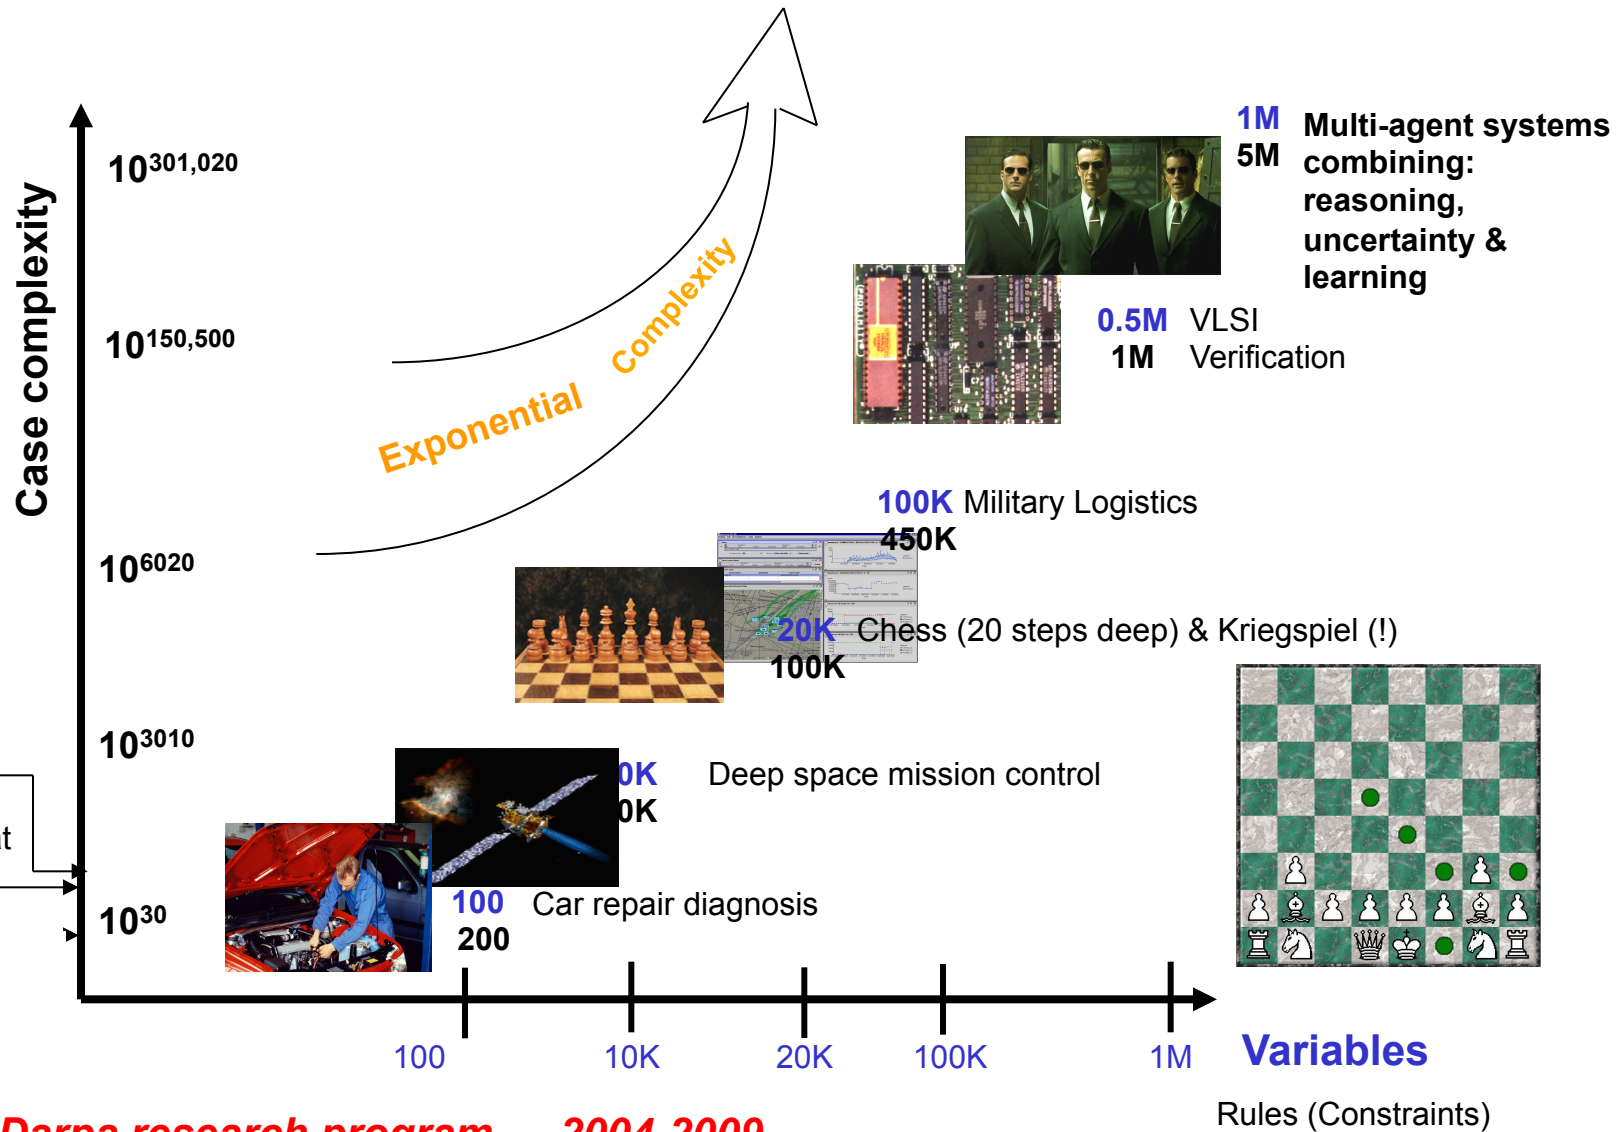 Case complexity
10^301,020
10^150,500
10^6020
10^3010
10^30
Exponential Complexity
1M Multi-agent systems
5M combining:
reasoning,
uncertainty &
learning
0.5M VLSI
1M Verification
100K Military Logistics
450K
20K Chess (20 steps deep) & Kriegspiel (!)
100K
0K Deep space mission control
0K
100 Car repair diagnosis
200
100 10K 20K 100K 1M Variables
Rules (Constraints)
Darpa research program 2004-2009